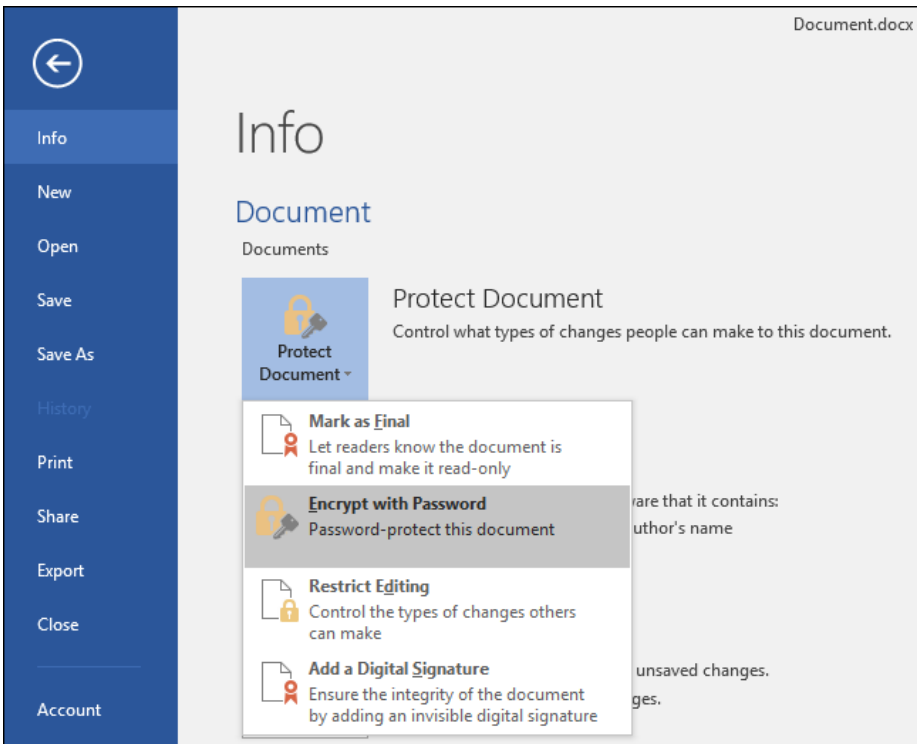 Document.docx
Info
New
Open
Save
Save As
History
Print
Share
Export
Close
Account
Info
Document
Documents
Protect
Document
Protect Document
Control what types of changes people can make to this document.
Mark as Final
Let readers know the document is
final and make it read-only
Encrypt with Password
Password-protect this document
Restrict Editing
Control the types of changes others
can make
Add a Digital Signature
Ensure the integrity of the document
by adding an invisible digital signature
that it contains:
name
unsaved changes.